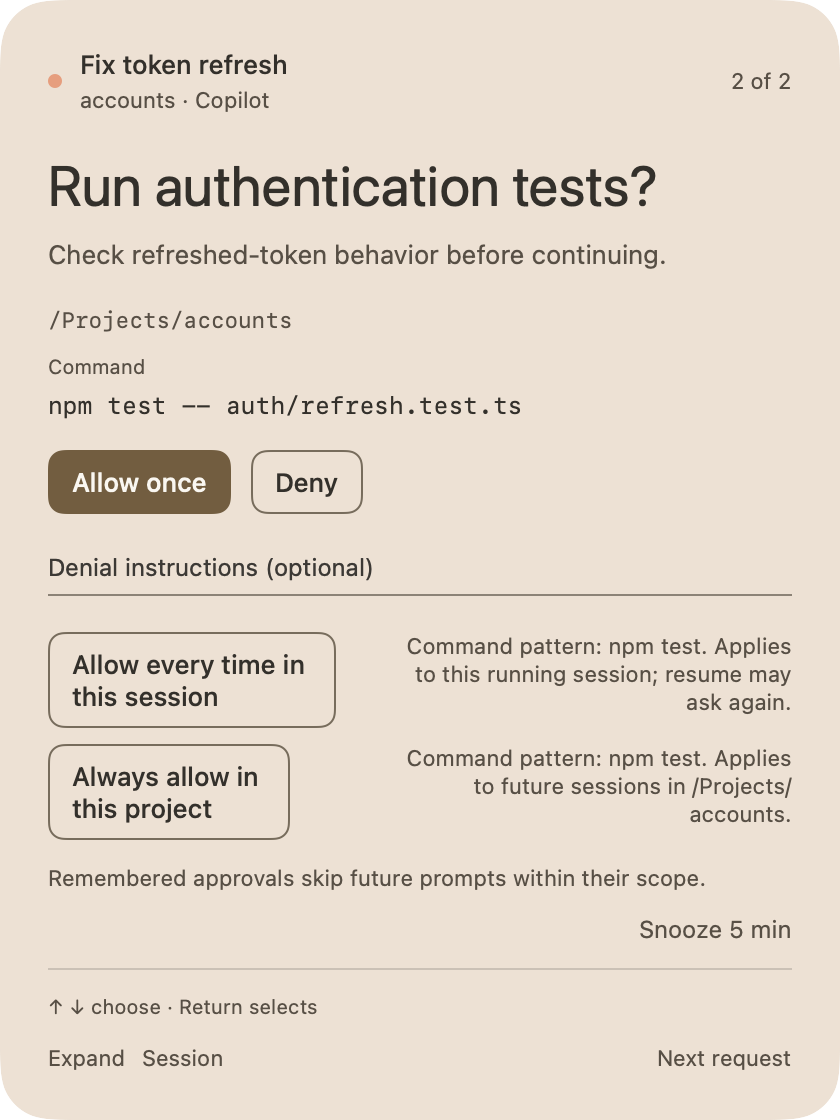 Fix token refresh
accounts · Copilot
2 of 2
Run authentication tests?
Check refreshed-token behavior before continuing.
/Projects/accounts
Command
npm test -- auth/refresh.test.ts
Allow once
Deny
Denial instructions (optional)
Allow every time in
this session
Command pattern: npm test. Applies
to this running session; resume may
ask again.
Always allow in
this project
Command pattern: npm test. Applies
to future sessions in /Projects/
accounts.
Remembered approvals skip future prompts within their scope.
Snooze 5 min
↑ ↓ choose · Return selects
Expand
Session
Next request